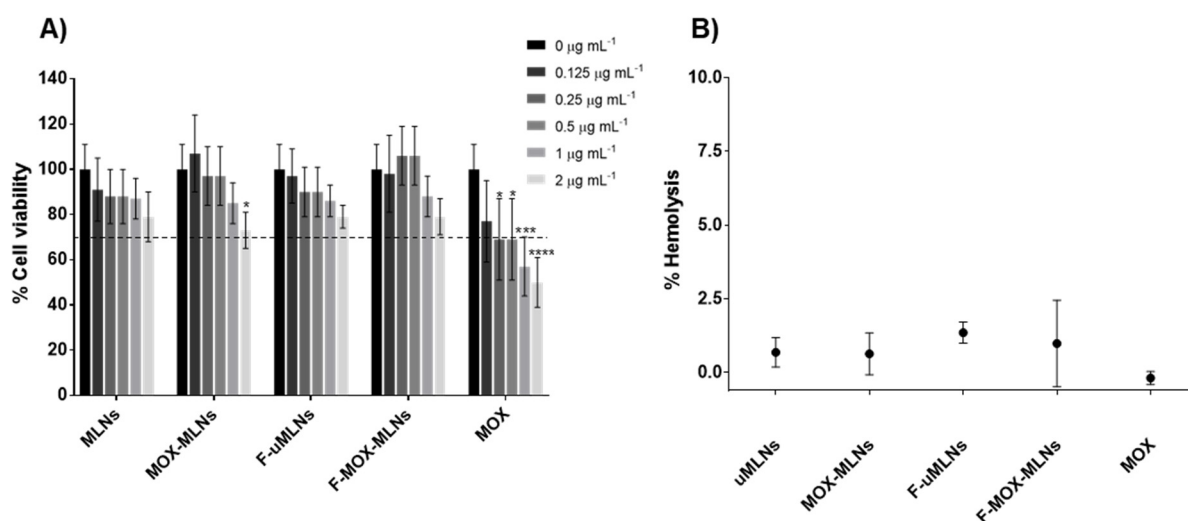 A)
% Cell viability
140
120
100
80
60
40
20
0
0 μg mL⁻¹
0.125 μg mL⁻¹
0.25 μg mL⁻¹
0.5 μg mL⁻¹
1 μg mL⁻¹
2 μg mL⁻¹
*
*
*
***
****
MLNs
MOX-MLNs
F-uMLNs
F-MOX-MLNs
MOX
B)
% Hemolysis
10.0
7.5
5.0
2.5
0.0
uMLNs
MOX-MLNs
F-uMLNs
F-MOX-MLNs
MOX